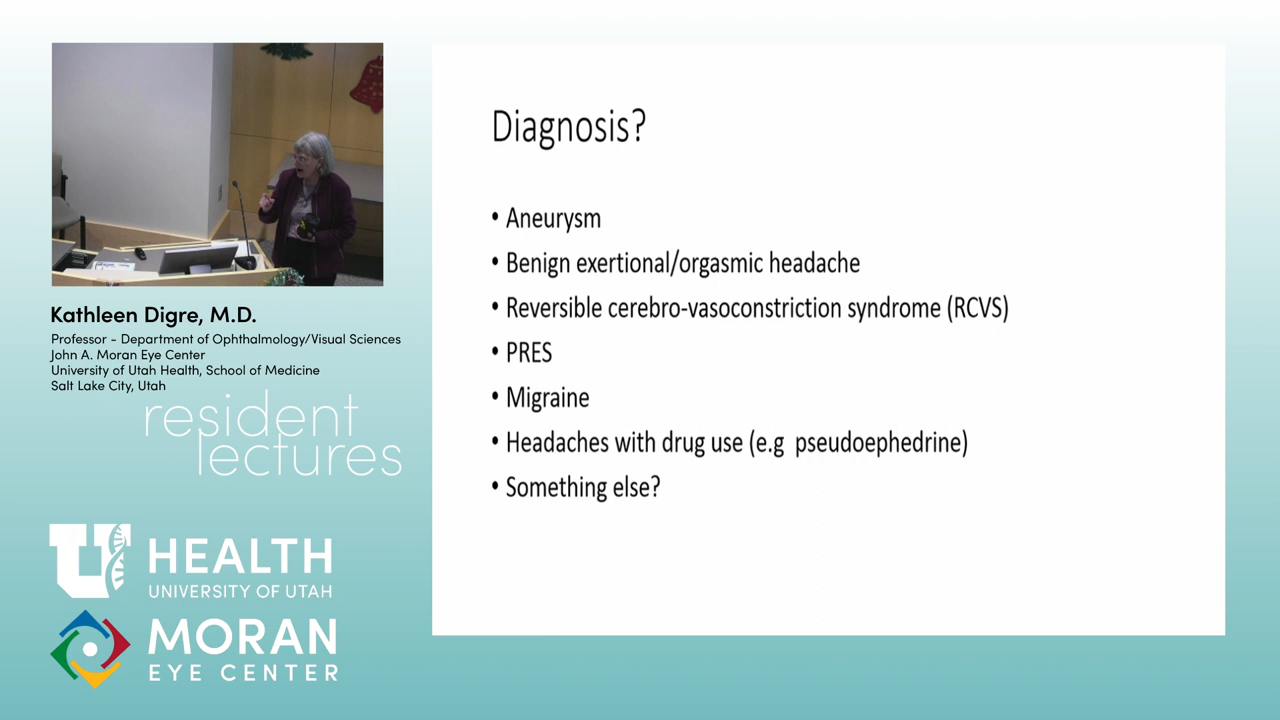 Diagnosis?
• Aneurysm
• Benign exertional/orgasmic headache
• Reversible cerebro-vasoconstriction syndrome (RCVS)
• PRES
• Migraine
• Headaches with drug use (e.g  pseudoephedrine)
• Something else?
Kathleen Digre, M.D.
Professor - Department of Ophthalmology/Visual Sciences
John A. Moran Eye Center
University of Utah Health, School of Medicine
Salt Lake City, Utah
resident
lectures
U HEALTH
UNIVERSITY OF UTAH
MORAN
EYE CENTER